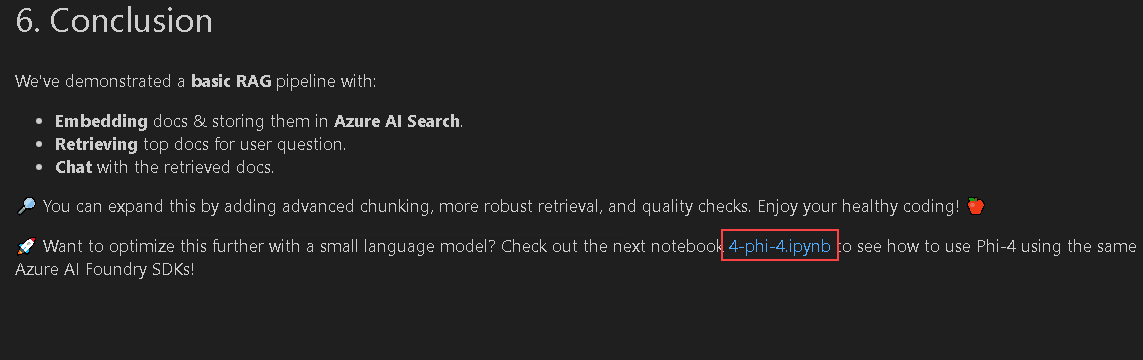 6. Conclusion
We've demonstrated a basic RAG pipeline with:
• Embedding docs & storing them in Azure AI Search.
• Retrieving top docs for user question.
• Chat with the retrieved docs.
🔎 You can expand this by adding advanced chunking, more robust retrieval, and quality checks. Enjoy your healthy coding! 🍎
🚀 Want to optimize this further with a small language model? Check out the next notebook 4-phi-4.ipynb to see how to use Phi-4 using the same
Azure AI Foundry SDKs!